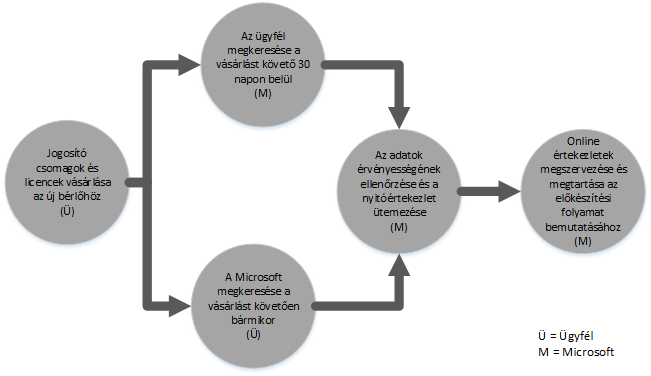 Az ügyfél
megkeresése a
vásárlást követő 30
napon belül
(M)
Jogosító
csomagok és
licencek vásárlása
az új bérlőhöz
(Ü)
A Microsoft
megkeresése a
vásárlást követően
bármikor
(Ü)
Az adatok
érvényességének
ellenőrzése és a
nyitóértekezlet
ütemezése
(M)
Online
értekezletek
megszervezése és
megtartása az
előkészítési
folyamat
bemutatásához
(M)
Ü = Ügyfél
M = Microsoft